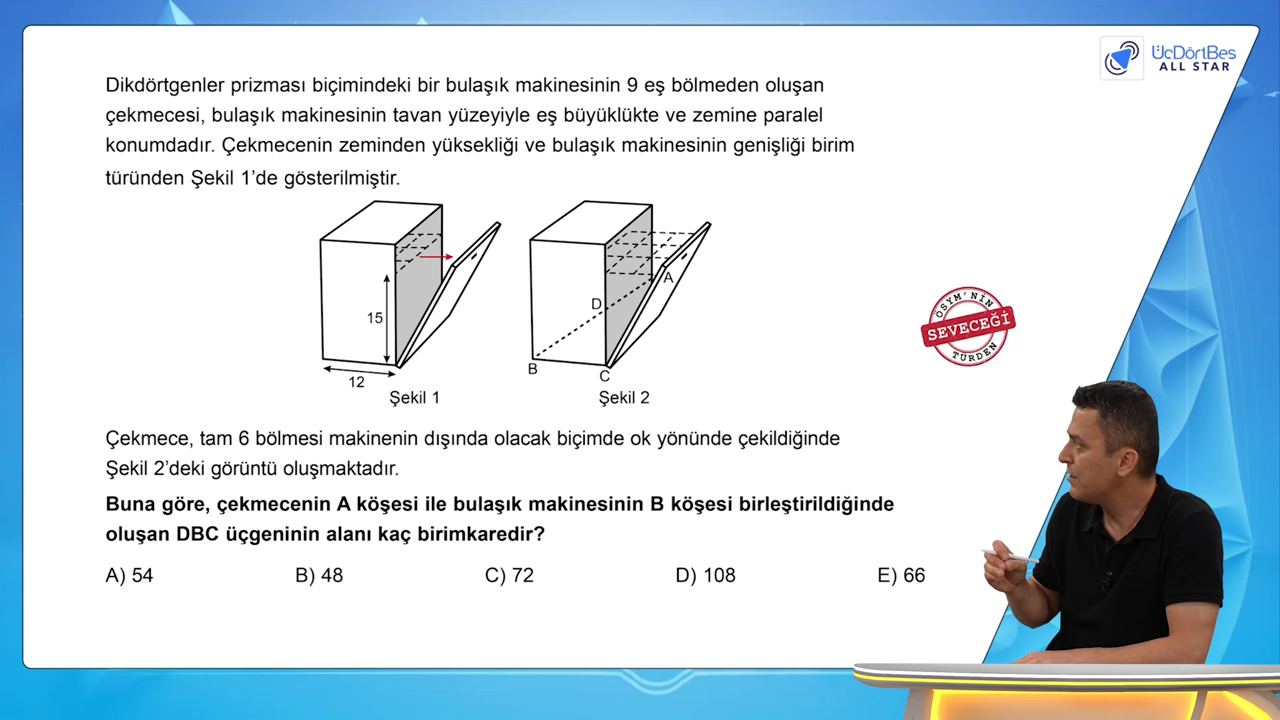 ÜçDörtBeş
ALL STAR
Dikdörtgenler prizması biçimindeki bir bulaşık makinesinin 9 eş bölmeden oluşan
çekmecesi, bulaşık makinesinin tavan yüzeyiyle eş büyüklükte ve zemine paralel
konumdadır. Çekmecenin zeminden yüksekliği ve bulaşık makinesinin genişliği birim
türünden Şekil 1’de gösterilmiştir.
15
12
Şekil 1
A
D
B
C
Şekil 2
ÖSYM'NİN
SEVECEĞİ
TÜRDEN
Çekmece, tam 6 bölmesi makinenin dışında olacak biçimde ok yönünde çekildiğinde
Şekil 2’deki görüntü oluşmaktadır.
Buna göre, çekmecenin A köşesi ile bulaşık makinesinin B köşesi birleştirildiğinde
oluşan DBC üçgeninin alanı kaç birimkaredir?
A) 54 B) 48 C) 72 D) 108 E) 66